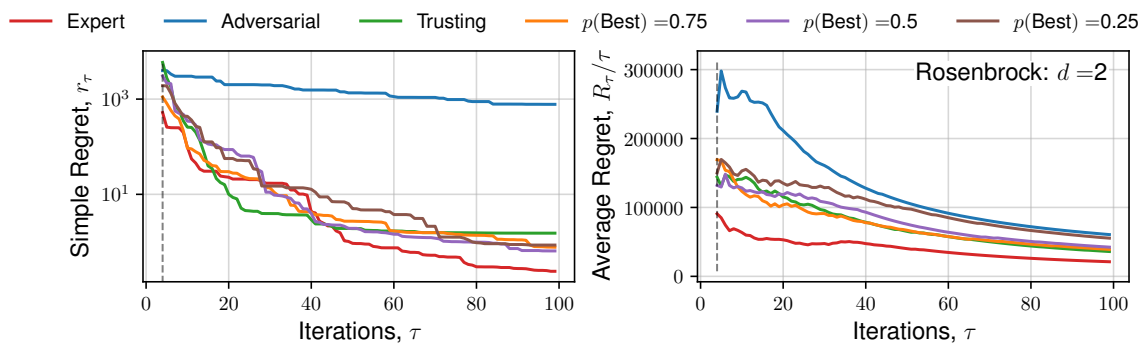 Expert Adversarial Trusting p(Best) =0.75 p(Best) =0.5 p(Best) =0.25
Simple Regret, r_τ
10^3
10^1
0 20 40 60 80 100
Iterations, τ
Average Regret, R_τ/τ
300000
200000
100000
0
Rosenbrock: d =2
0 20 40 60 80 100
Iterations, τ